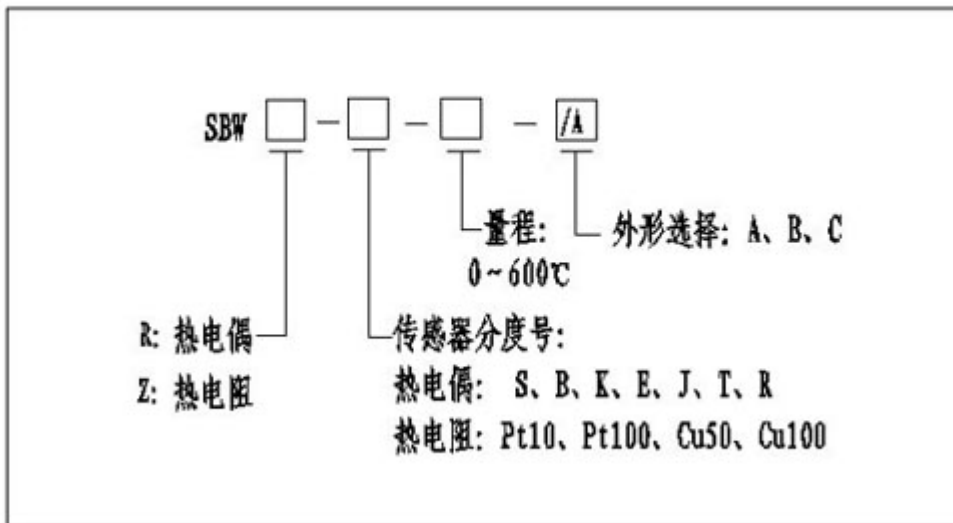 SBW □-□-□-/A
量程:
0~600℃
外形选择: A、B、C
R: 热电偶
Z: 热电阻
传感器分度号:
热电偶: S、B、K、E、J、T、R
热电阻: Pt10、Pt100、Cu50、Cu100